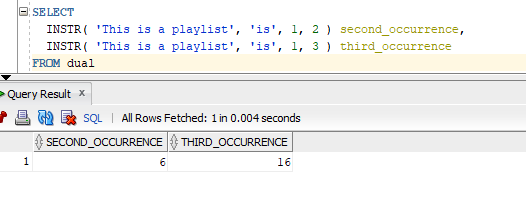 SELECT
INSTR( 'This is a playlist', 'is', 1, 2 ) second_occurrence,
INSTR( 'This is a playlist', 'is', 1, 3 ) third_occurrence
FROM dual
Query Result x
SQL | All Rows Fetched: 1 in 0.004 seconds
SECOND_OCCURRENCE THIRD_OCCURRENCE
1 6 16